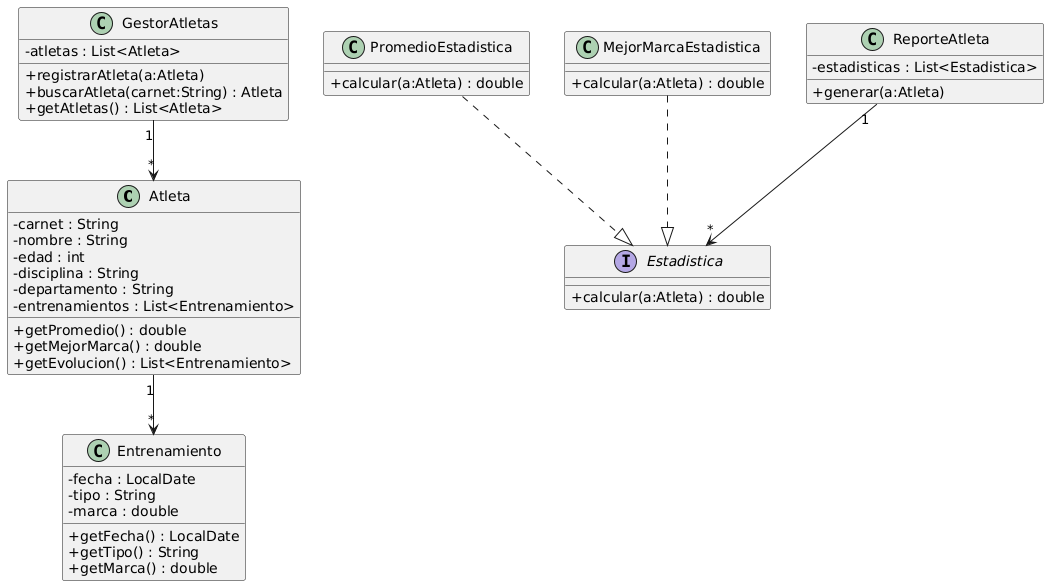 C GestorAtletas
-atletas : List<Atleta>
+registrarAtleta(a:Atleta)
+buscarAtleta(carnet:String) : Atleta
+getAtletas() : List<Atleta>
1
*
C Atleta
-carnet : String
-nombre : String
-edad : int
-disciplina : String
-departamento : String
-entrenamientos : List<Entrenamiento>
+getPromedio() : double
+getMejorMarca() : double
+getEvolucion() : List<Entrenamiento>
1
*
C Entrenamiento
-fecha : LocalDate
-tipo : String
-marca : double
+getFecha() : LocalDate
+getTipo() : String
+getMarca() : double
C PromedioEstadistica
+calcular(a:Atleta) : double
C MejorMarcaEstadistica
+calcular(a:Atleta) : double
C ReporteAtleta
-estadisticas : List<Estadistica>
+generar(a:Atleta)
1
*
I Estadistica
+calcular(a:Atleta) : double